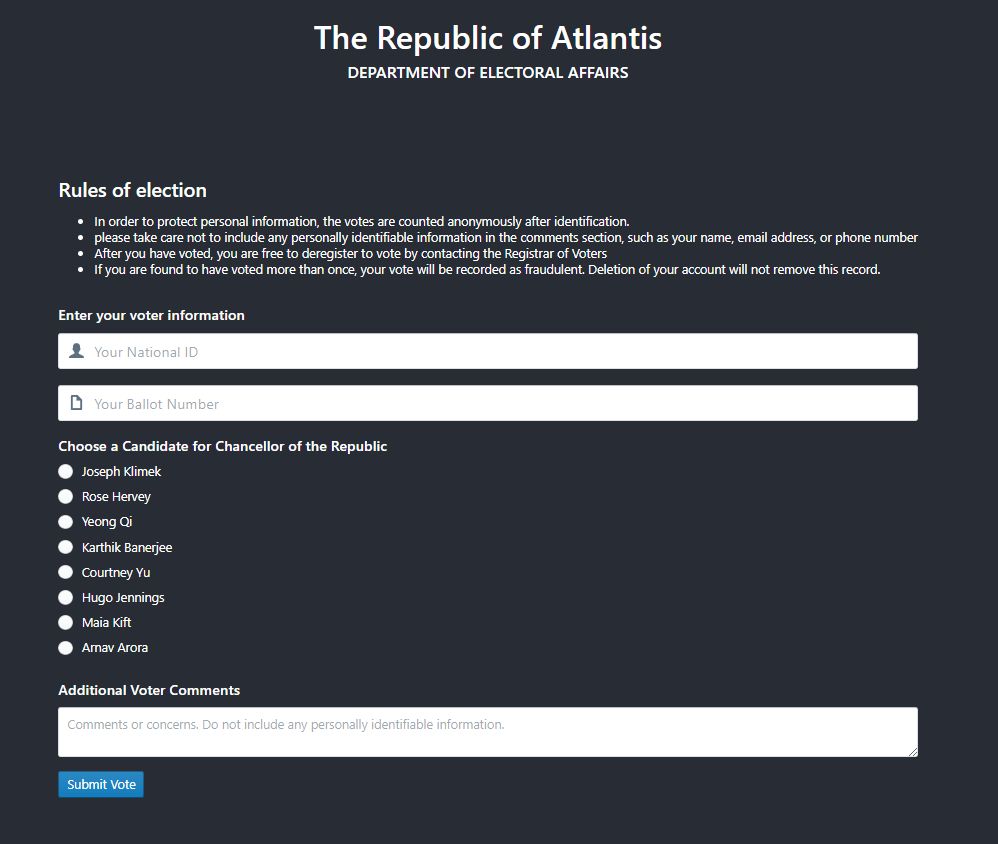 The Republic of Atlantis
DEPARTMENT OF ELECTORAL AFFAIRS
Rules of election
In order to protect personal information, the votes are counted anonymously after identification.
please take care not to include any personally identifiable information in the comments section, such as your name, email address, or phone number
After you have voted, you are free to deregister to vote by contacting the Registrar of Voters
If you are found to have voted more than once, your vote will be recorded as fraudulent. Deletion of your account will not remove this record.
Enter your voter information
Your National ID
Your Ballot Number
Choose a Candidate for Chancellor of the Republic
Joseph Klimek
Rose Hervey
Yeong Qi
Karthik Banerjee
Courtney Yu
Hugo Jennings
Maia Kift
Arnav Arora
Additional Voter Comments
Comments or concerns. Do not include any personally identifiable information.
Submit Vote